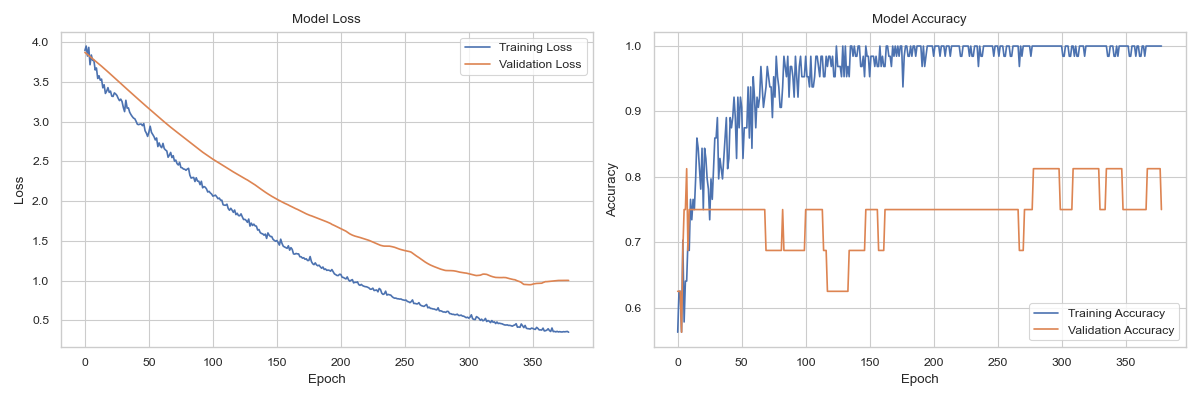 Model Loss
4.0
3.5
3.0
2.5
2.0
1.5
1.0
0.5
Loss
0 50 100 150 200 250 300 350
Epoch
Training Loss
Validation Loss
Model Accuracy
1.0
0.9
0.8
0.7
0.6
Accuracy
0 50 100 150 200 250 300 350
Epoch
Training Accuracy
Validation Accuracy